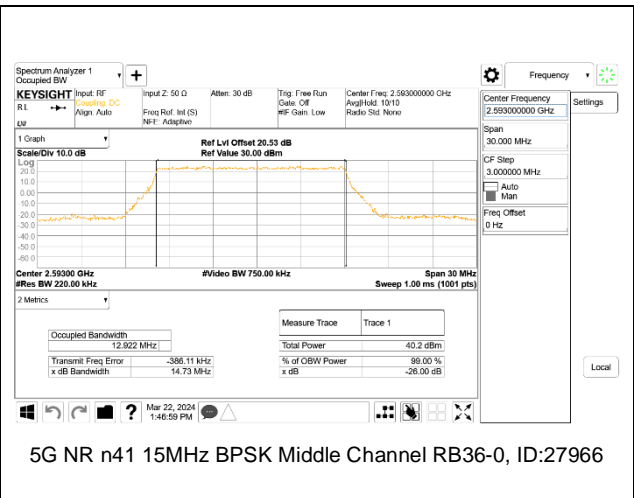 Spectrum Analyzer 1
Occupied BW
Frequency
KEYSIGHT
R L
Input: RF
Coupling: DC
Align: Auto
Input Z: 50 Ω
Freq Ref: Int (S)
NFE: Adaptive
Atten: 30 dB
Trig: Free Run
Gate: Off
#IF Gain: Low
Center Freq: 2.593000000 GHz
Avg|Hold: 10/10
Radio Std: None
Center Frequency
2.593000000 GHz
Settings
Span
30.000 MHz
CF Step
3.000000 MHz
Auto
Man
Freq Offset
0 Hz
1 Graph
Scale/Div 10.0 dB
Ref Lvl Offset 20.53 dB
Ref Value 30.00 dBm
Log
20.0
10.0
0.00
-10.0
-20.0
-30.0
-40.0
-50.0
-60.0
Center 2.59300 GHz
#Res BW 220.00 kHz
#Video BW 750.00 kHz
Span 30 MHz
Sweep 1.00 ms (1001 pts)
2 Metrics
Measure Trace Trace 1
Occupied Bandwidth
12.922 MHz
Total Power 40.2 dBm
Transmit Freq Error -386.11 kHz
% of OBW Power 99.00 %
x dB Bandwidth 14.73 MHz
x dB -26.00 dB
Local
?
Mar 22, 2024
1:46:59 PM
5G NR n41 15MHz BPSK Middle Channel RB36-0, ID:27966